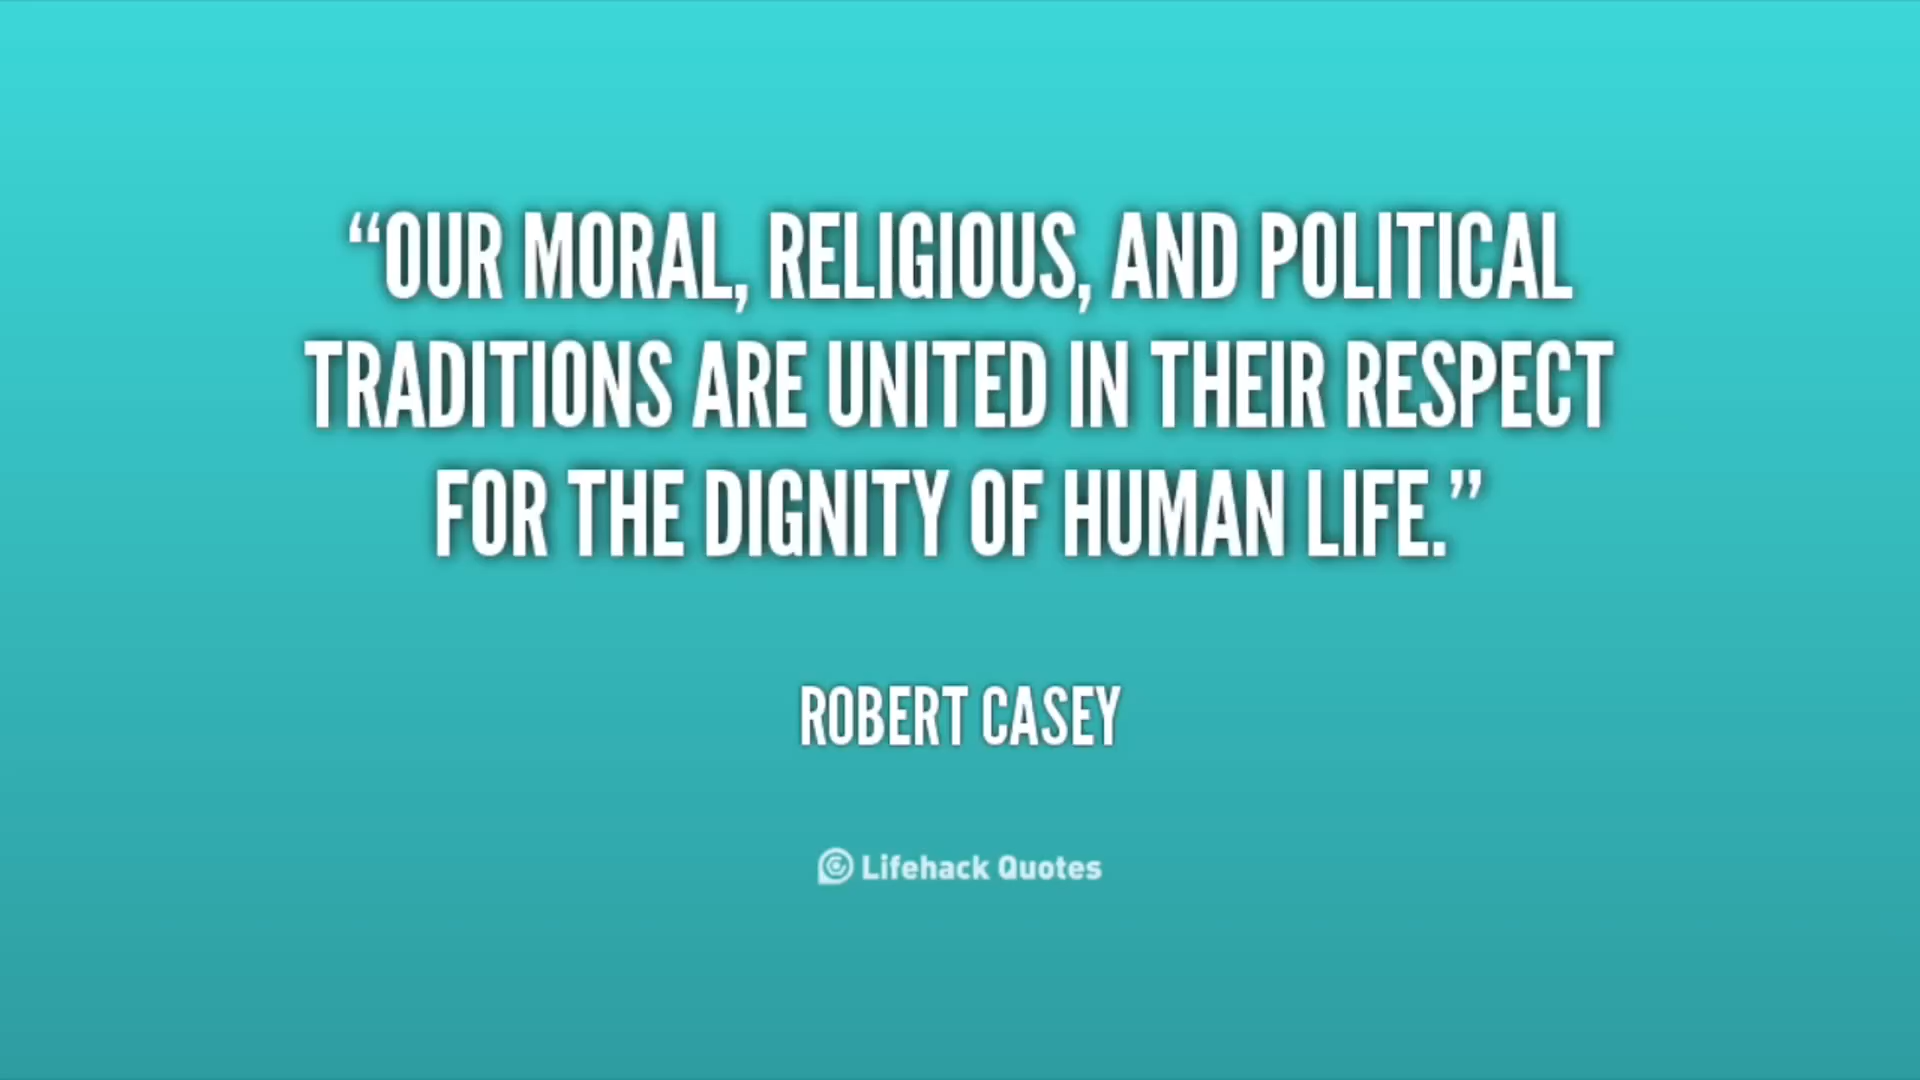 “OUR MORAL, RELIGIOUS, AND POLITICAL
TRADITIONS ARE UNITED IN THEIR RESPECT
FOR THE DIGNITY OF HUMAN LIFE.”
ROBERT CASEY
Lifehack Quotes